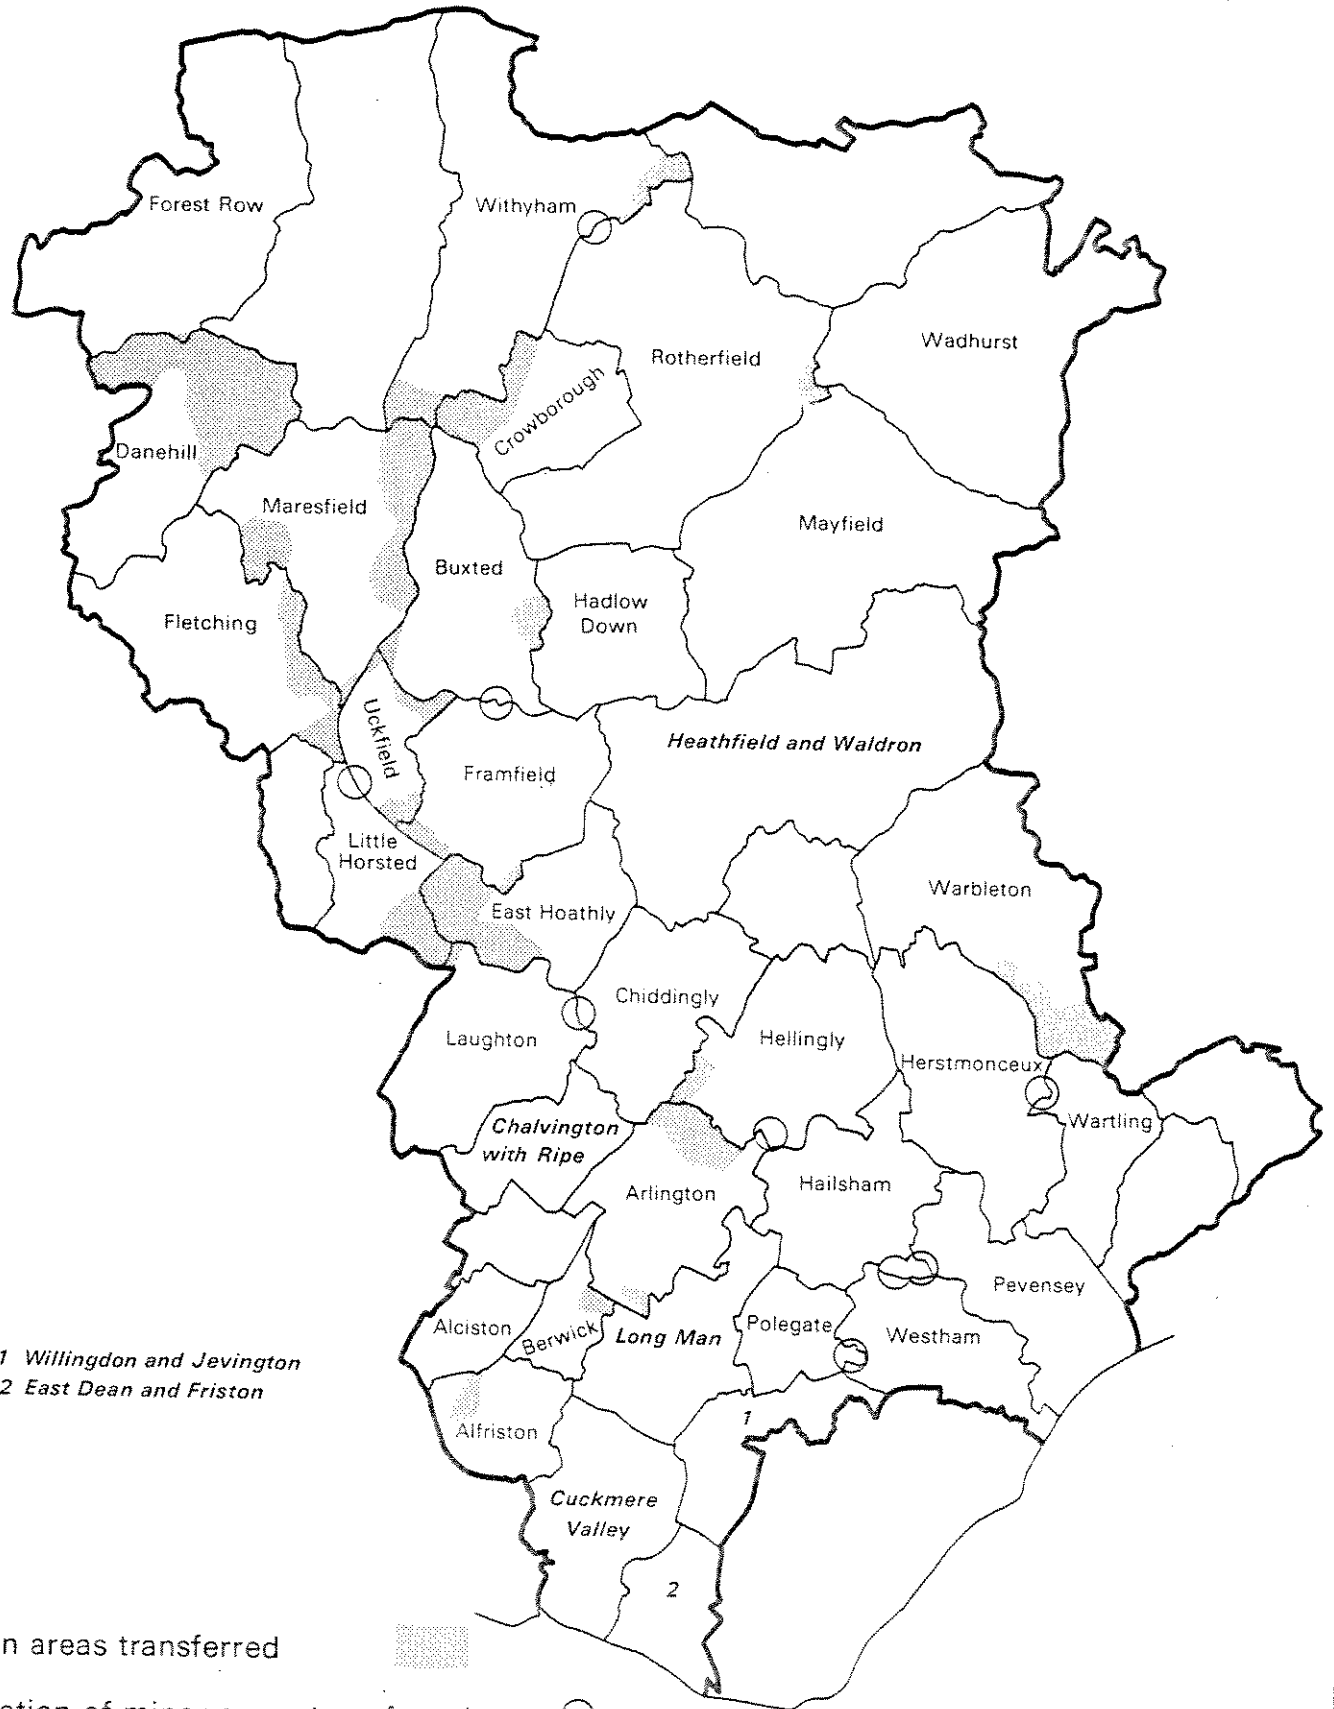 Forest Row
Withyham
Rotherfield
Wadhurst
Crowborough
Danehill
Maresfield
Mayfield
Buxted
Hadlow
Down
Fletching
Uckfield
Heathfield and Waldron
Framfield
Little
Horsted
Warbleton
East Hoathly
Chiddingly
Laughton
Hellingly
Herstmonceux
Wartling
Chalvington
with Ripe
Arlington
Hailsham
Pevensey
Alciston
Berwick
Long Man
Polegate
Westham
1 Willingdon and Jevington
2 East Dean and Friston
1
Alfriston
Cuckmere
Valley
2
n areas transferred